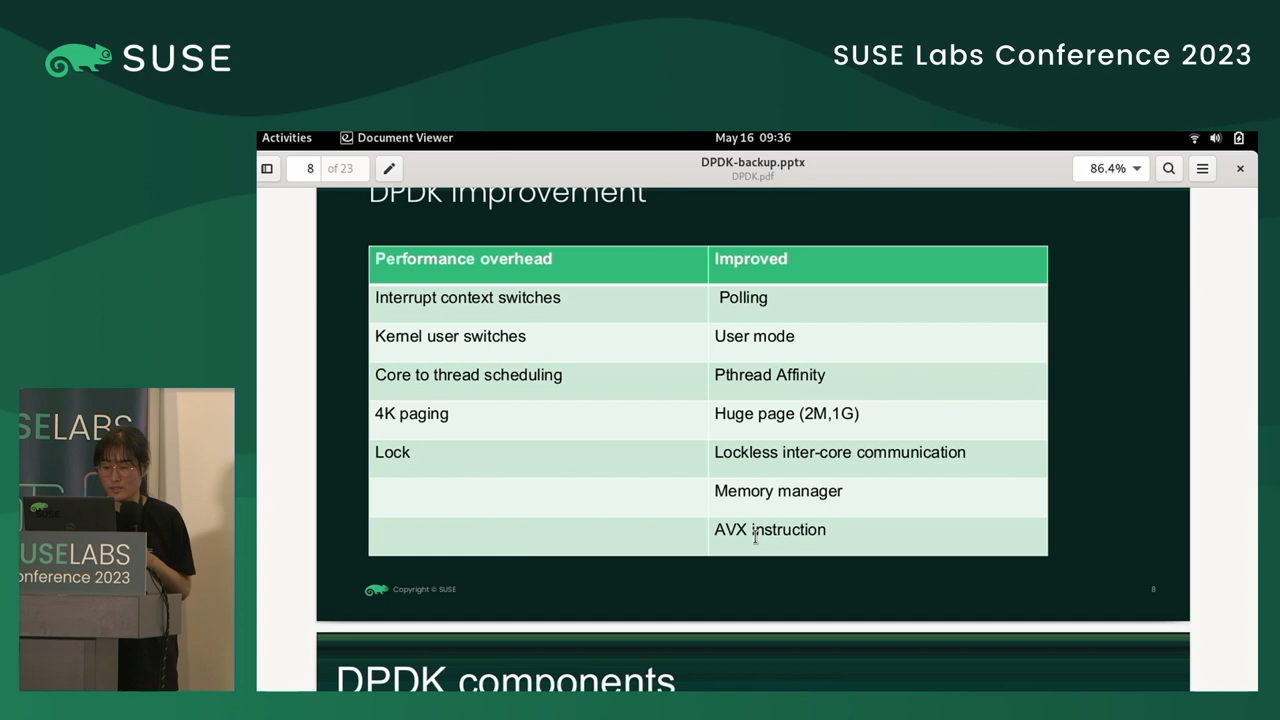 SUSE
SUSE Labs Conference 2023
Activities
Document Viewer
May 16 09:36
8 of 23
DPDK-backup.pptx
DPDK.pdf
86.4%
DPDK Improvement
Performance overhead
Improved
Interrupt context switches
Polling
Kernel user switches
User mode
Core to thread scheduling
Pthread Affinity
4K paging
Huge page (2M,1G)
Lock
Lockless inter-core communication
Memory manager
AVX instruction
Copyright © SUSE
8
DPDK components
SELABS
USELABS
onference 2023